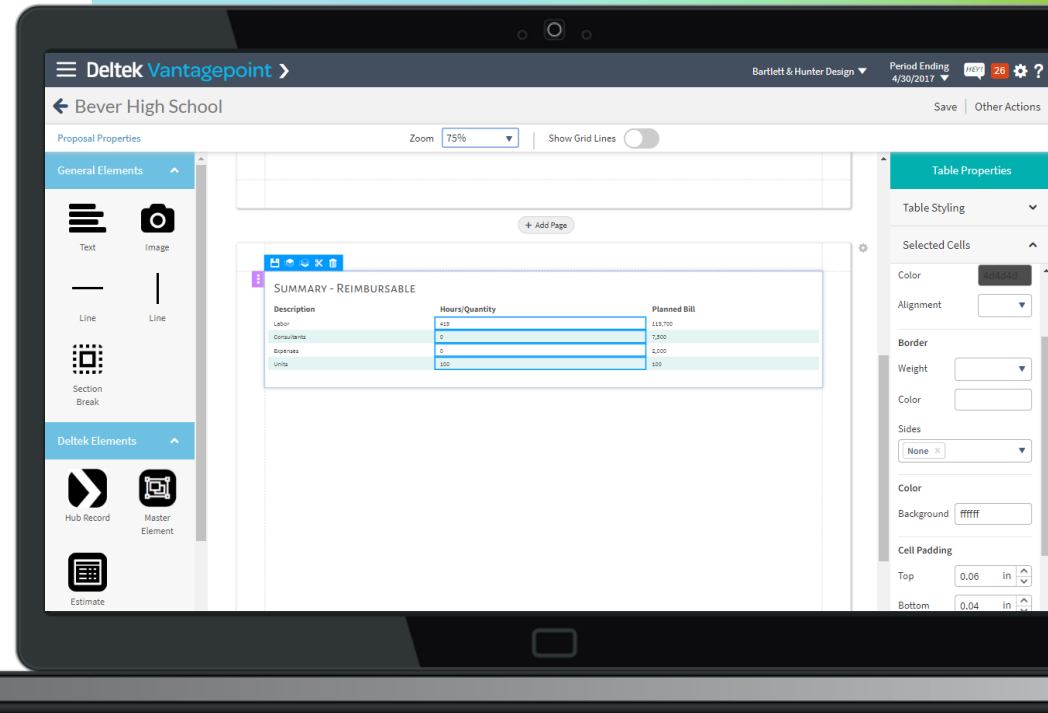 Deltek Vantagepoint
Bartlett & Hunter Design
Period Ending
4/30/2017
HEY!
26
?
Bever High School
Save
Other Actions
Proposal Properties
Zoom
75%
Show Grid Lines
General Elements
Text
Image
Line
Line
Section
Break
Deltek Elements
Hub Record
Master
Element
Estimate
+ Add Page
Summary - Reimbursable
Description Hours/Quantity Planned Bill
Labor 419 118,700
Consultants 0 7,500
Expenses 0 2,000
Units 100 100
Table Properties
Table Styling
Selected Cells
Color 4d4d4d
Alignment
Border
Weight
Color
Sides
None ×
Color
Background ffffff
Cell Padding
Top 0.06 in
Bottom 0.04 in